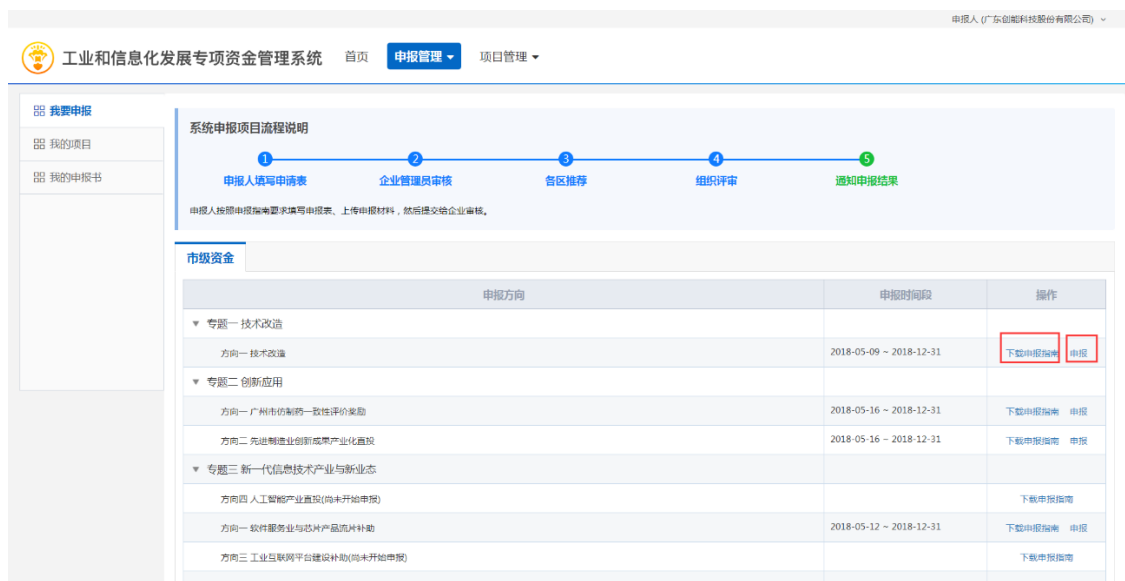 申报人 (广东创能科技股份有限公司)
工业和信息化发展专项资金管理系统 首页 申报管理 项目管理
我要申报
我的项目
我的申报书
系统申报项目流程说明
1 2 3 4 5
申报人填写申请表 企业管理员审核 各区推荐 组织评审 通知申报结果
申报人按照申报指南要求填写申报表、上传申报材料，然后提交给企业审核。
市级资金
申报方向 申报时间段 操作
专题一 技术改造
方向一 技术改造 2018-05-09 ~ 2018-12-31 下载申报指南 申报
专题二 创新应用
方向一 广州市仿制药一致性评价奖励 2018-05-16 ~ 2018-12-31 下载申报指南 申报
方向二 先进制造业创新成果产业化直投 2018-05-16 ~ 2018-12-31 下载申报指南 申报
专题三 新一代信息技术产业与新业态
方向四 人工智能产业直投(尚未开始申报) 下载申报指南
方向一 软件服务业与芯片产品流片补助 2018-05-12 ~ 2018-12-31 下载申报指南 申报
方向三 工业互联网平台建设补助(尚未开始申报) 下载申报指南